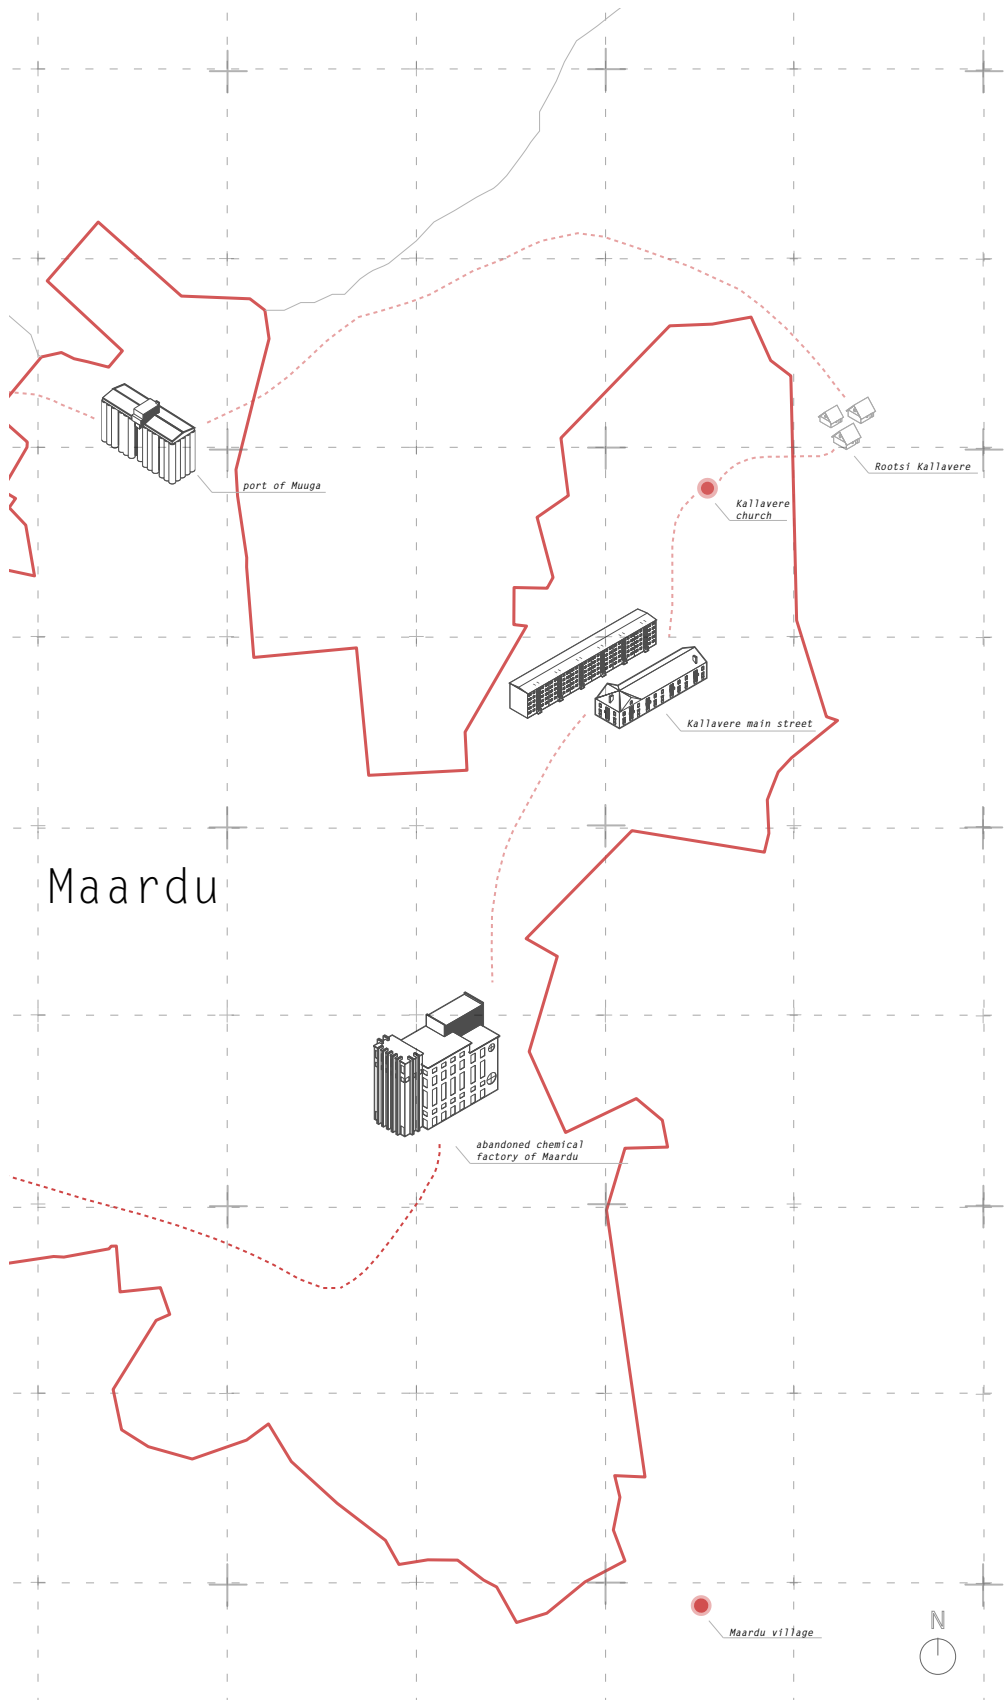 port of Muuga
Rootsi Kallavere
Kallavere
church
Kallavere main street
Maardu
abandoned chemical
factory of Maardu
N
Maardu village